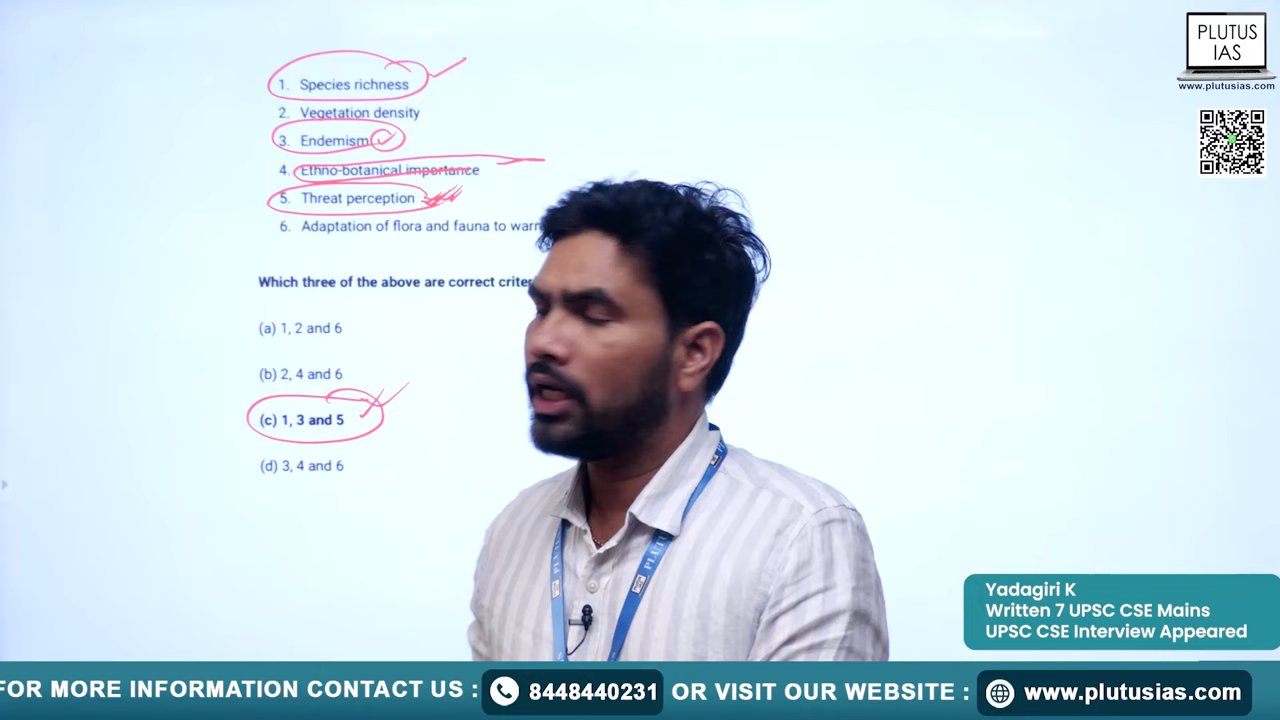 PLUTUS
IAS
www.plutusias.com
1. Species richness
2. Vegetation density
3. Endemism
4. Ethno-botanical importance
5. Threat perception
6. Adaptation of flora and fauna to
Which three of the above are correct
(a) 1, 2 and 6
(b) 2, 4 and 6
(c) 1, 3 and 5
(d) 3, 4 and 6
Yadagiri K
Written 7 UPSC CSE Mains
UPSC CSE Interview Appeared
FOR MORE INFORMATION CONTACT US : 8448440231 OR VISIT OUR WEBSITE : www.plutusias.com